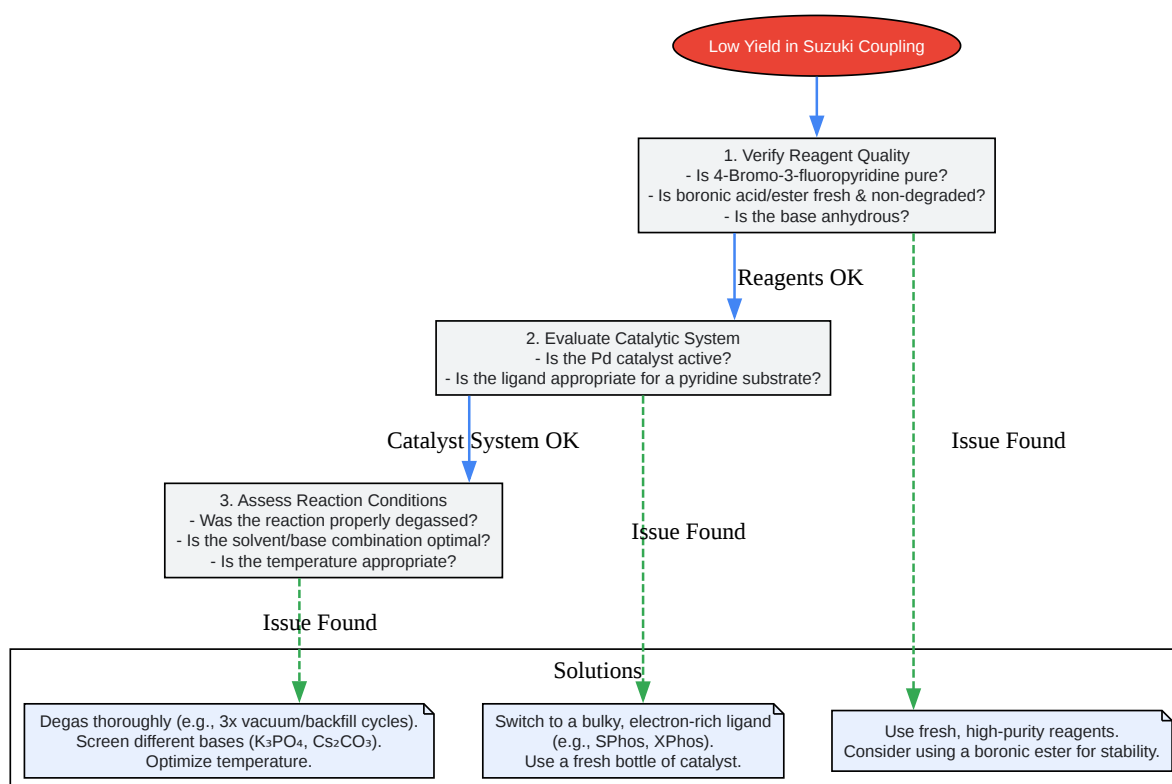 Low Yield in Suzuki Coupling
1. Verify Reagent Quality
- Is 4-Bromo-3-fluoropyridine pure?
- Is boronic acid/ester fresh & non-degraded?
- Is the base anhydrous?
Reagents OK
2. Evaluate Catalytic System
- Is the Pd catalyst active?
- Is the ligand appropriate for a pyridine substrate?
Catalyst System OK
Issue Found
3. Assess Reaction Conditions
- Was the reaction properly degassed?
- Is the solvent/base combination optimal?
- Is the temperature appropriate?
Issue Found
Issue Found
Solutions
Degas thoroughly (e.g., 3x vacuum/backfill cycles).
Screen different bases (K₃PO₄, Cs₂CO₃).
Optimize temperature.
Switch to a bulky, electron-rich ligand
(e.g., SPhos, XPhos).
Use a fresh bottle of catalyst.
Use fresh, high-purity reagents.
Consider using a boronic ester for stability.